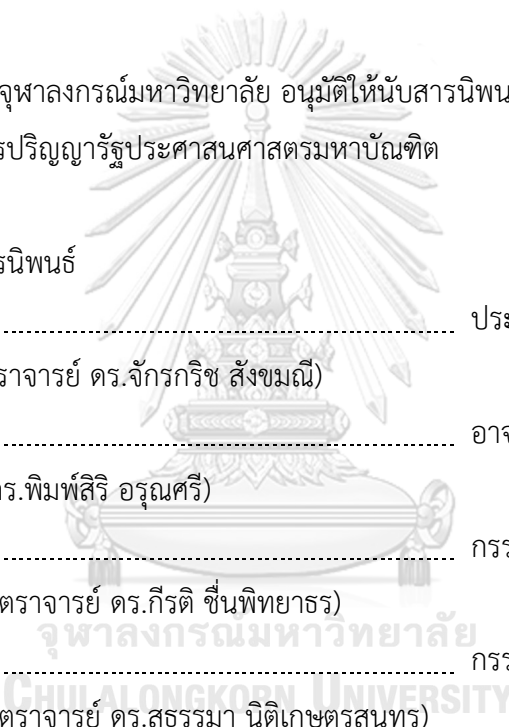 จุฬาลงกรณ์มหาวิทยาลัย อนุมัติให้นับสารนิพน
รปริญญารัฐประศาสนศาสตรมหาบัณฑิต
รนิพนธ์
ประ
ราจารย์ ดร.จักรกริช สังขมณี)
อาจ
ร.พิมพ์สิริ อรุณศรี)
กรร
ตราจารย์ ดร.กีรติ ชื่นพิทยาธร)
จุฬาลงกรณ์มหาวิทยาลัย
กรร
CHULALONGKORN UNIVERSITY
ตราจารย์ ดร.สุธรรมา นิติเกษตรสุนทร)